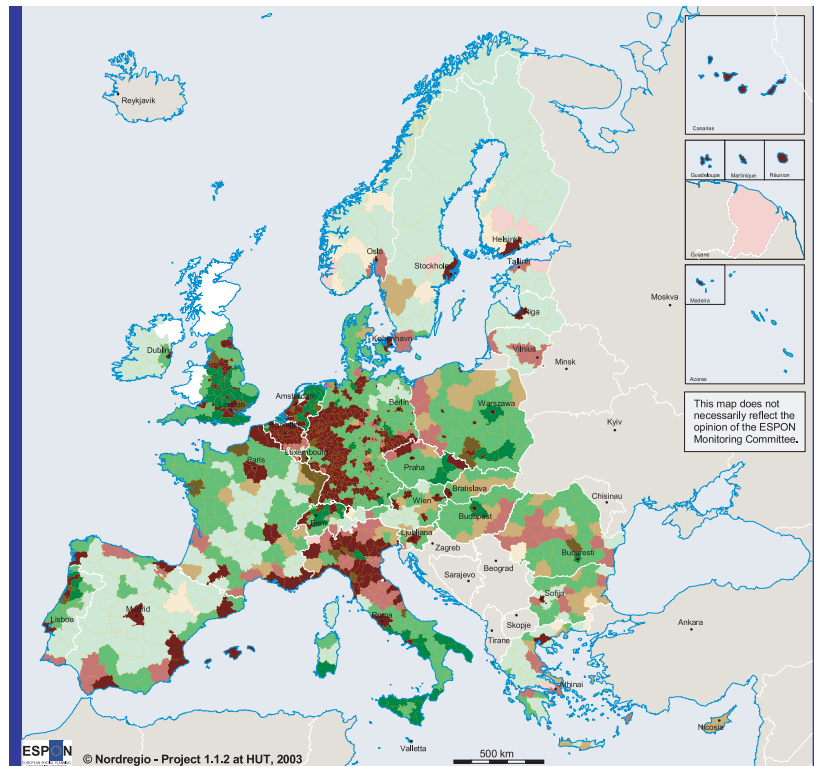 Reykjavik
Canarias
Guadeloupe
Martinique
Réunion
Guyane
Oslo
Helsinki
Stockholm
Tallinn
Madeira
Acores
Moskva
Riga
Dublin
København
Vilnius
Minsk
This map does not
necessarily reflect the
opinion of the ESPON
Monitoring Committee.
Amsterdam
London
Berlin
Warszawa
Kyiv
Luxembourg
Paris
Praha
Chisinau
Wien
Bratislava
Bern
Budapest
Ljubljana
Zagreb
Bucuresti
Beograd
Sarajevo
Sofija
Skopje
Madrid
Lisboa
Roma
Tirane
Ankara
Athinai
Nicosia
Valletta
ESPON
© Nordregio - Project 1.1.2 at HUT, 2003
500 km